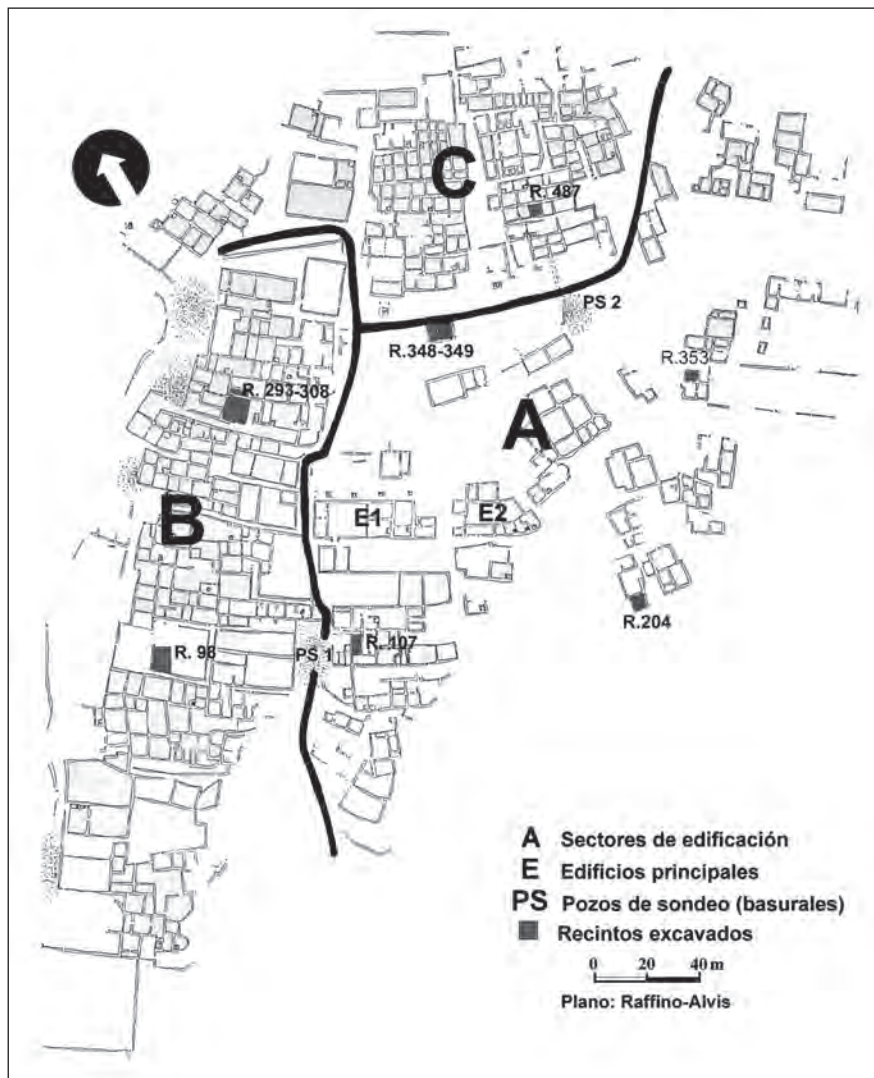 C
R. 487
PS 2
R.348-349
R.353
R. 293-308
A
E1
E2
B
R.204
R. 107
PS 1
R. 98
A Sectores de edificación
E Edificios principales
PS Pozos de sondeo (basurales)
Recintos excavados
0 20 40 m
Plano: Raffino-Alvis